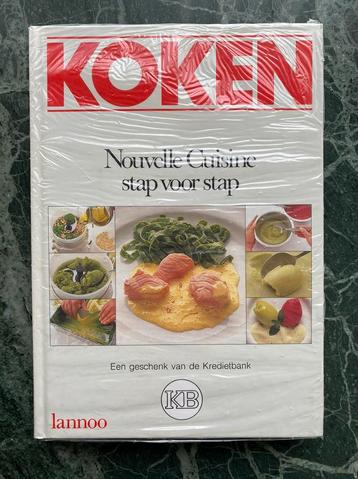 KOKEN
Nouvelle Cuisine
stap voor stap
Een geschenk van de Kredietbank
KB
lannoo